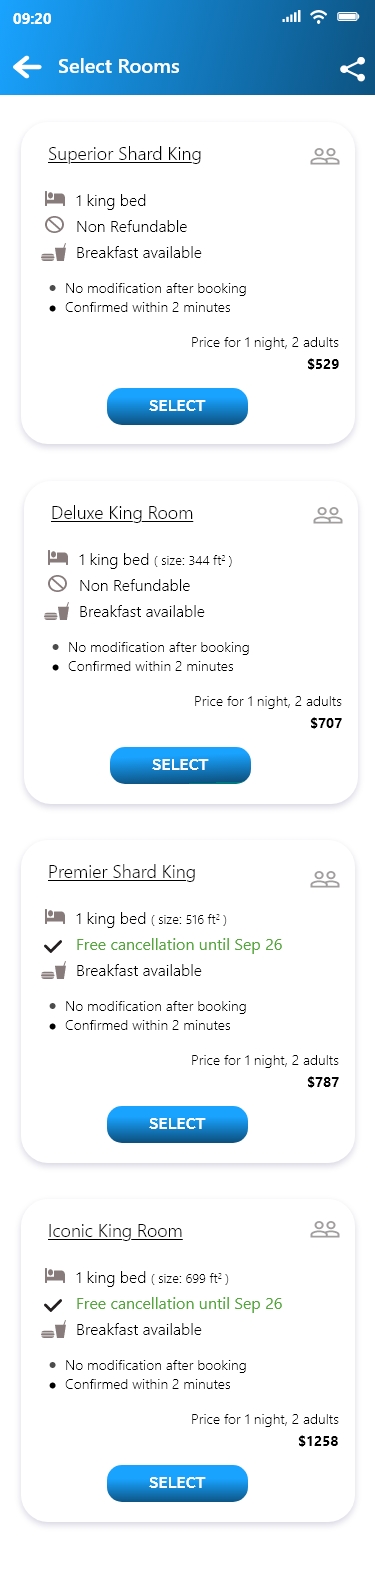 09:20
Select Rooms
Superior Shard King
1 king bed
Non Refundable
Breakfast available
• No modification after booking
• Confirmed within 2 minutes
Price for 1 night, 2 adults
$529
SELECT
Deluxe King Room
1 king bed ( size: 344 ft² )
Non Refundable
Breakfast available
• No modification after booking
• Confirmed within 2 minutes
Price for 1 night, 2 adults
$707
SELECT
Premier Shard King
1 king bed ( size: 516 ft² )
Free cancellation until Sep 26
Breakfast available
• No modification after booking
• Confirmed within 2 minutes
Price for 1 night, 2 adults
$787
SELECT
Iconic King Room
1 king bed ( size: 699 ft² )
Free cancellation until Sep 26
Breakfast available
• No modification after booking
• Confirmed within 2 minutes
Price for 1 night, 2 adults
$1258
SELECT